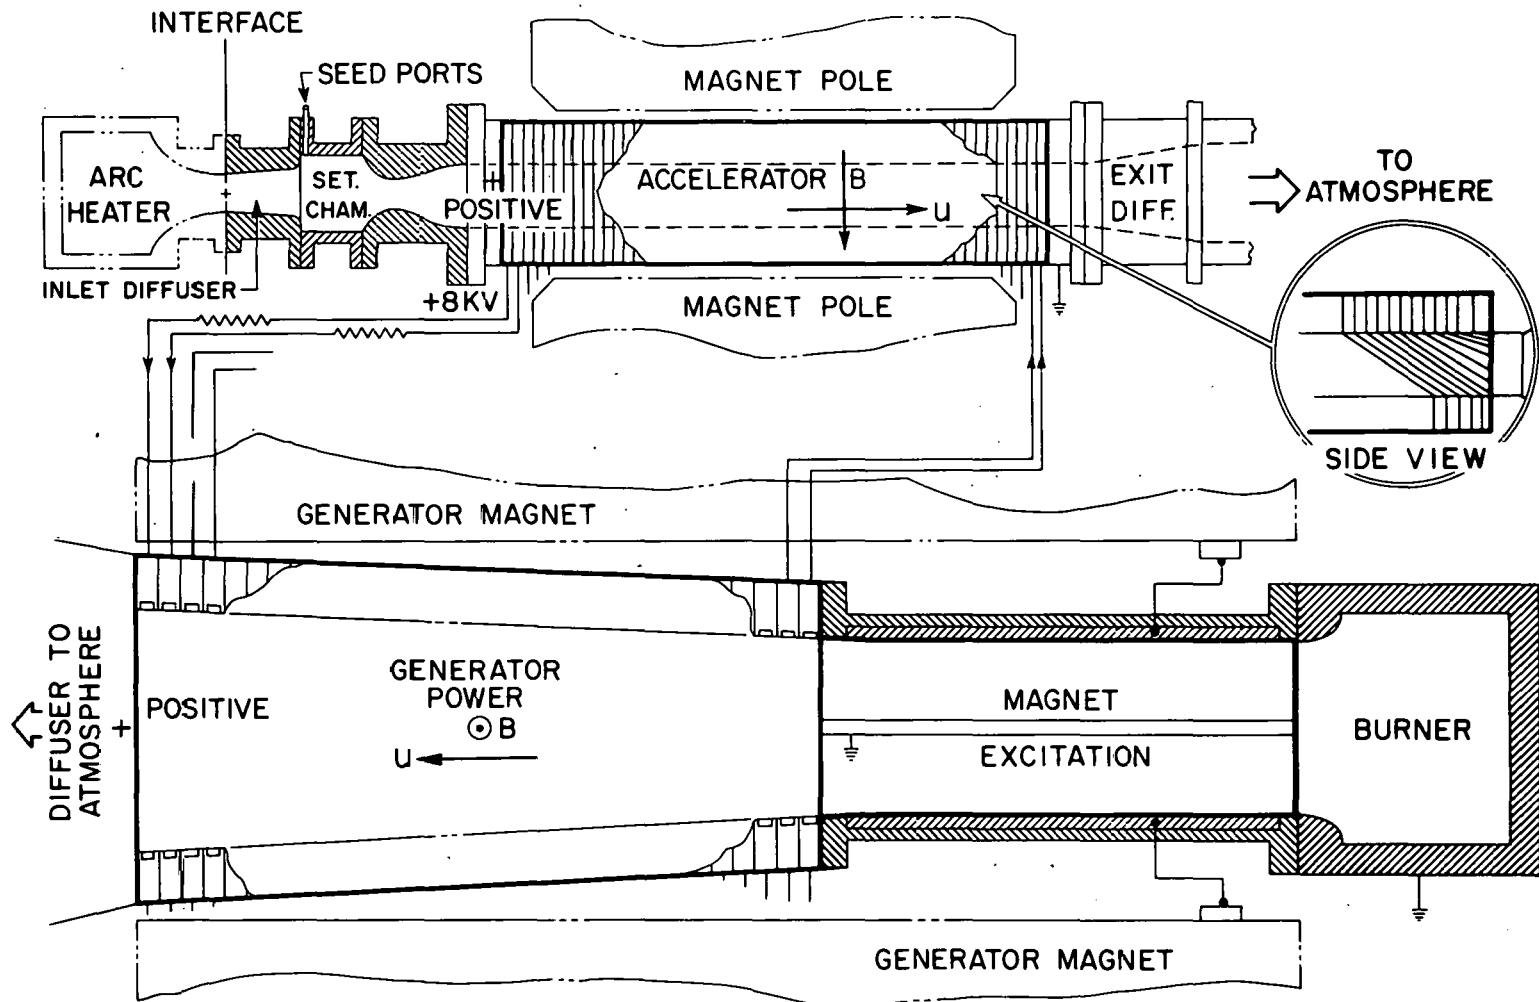 INTERFACE
SEED PORTS
MAGNET POLE
ARC
HEATER
SET.
CHAM.
+
POSITIVE
ACCELERATOR
B
u
EXIT
DIFF.
TO
ATMOSPHERE
INLET DIFFUSER
+8KV
MAGNET POLE
SIDE VIEW
GENERATOR MAGNET
DIFFUSER TO
ATMOSPHERE
+
POSITIVE
GENERATOR
POWER
B
u
MAGNET
EXCITATION
BURNER
GENERATOR MAGNET